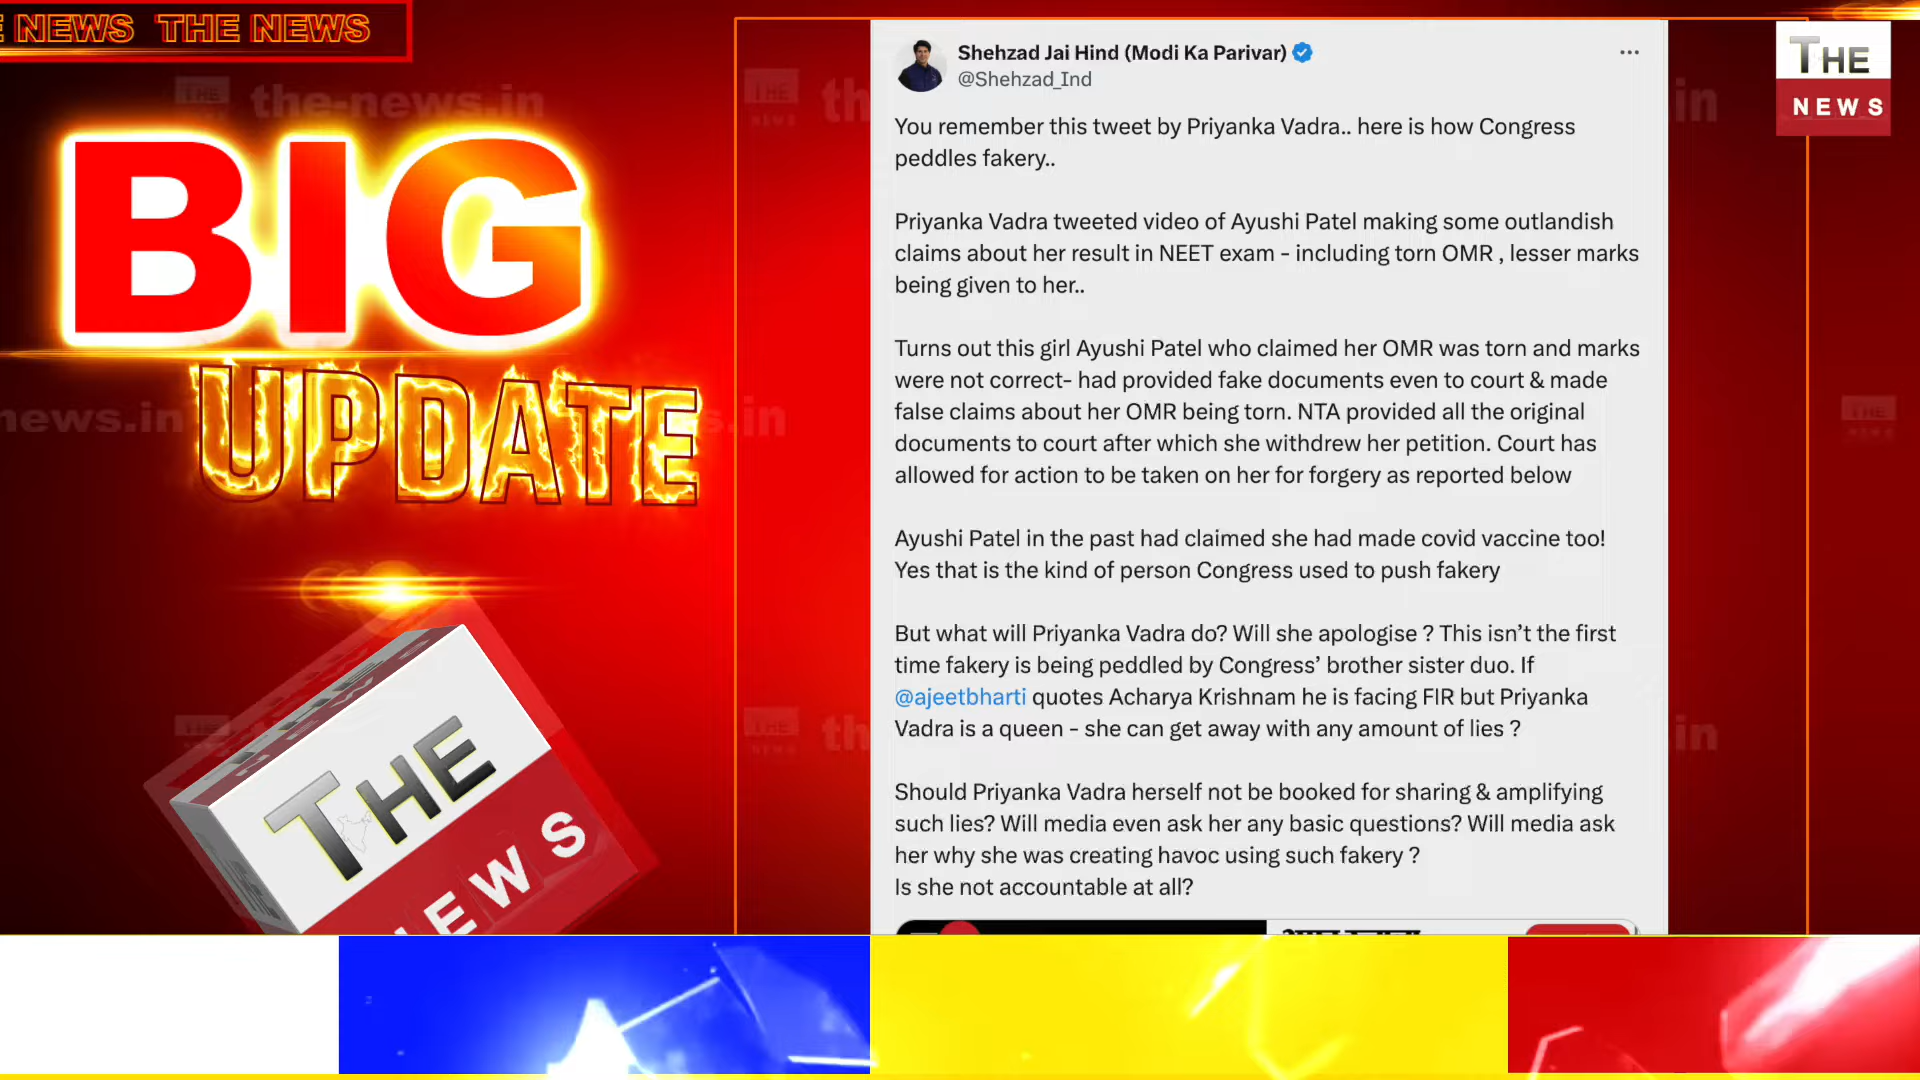 E NEWS THE NEWS
the-news.in
BIG
UPDATE
news.in
THE
NEWS
THE
NEWS
Shehzad Jai Hind (Modi Ka Parivar)
@Shehzad_Ind
You remember this tweet by Priyanka Vadra.. here is how Congress
peddles fakery..
Priyanka Vadra tweeted video of Ayushi Patel making some outlandish
claims about her result in NEET exam - including torn OMR , lesser marks
being given to her..
Turns out this girl Ayushi Patel who claimed her OMR was torn and marks
were not correct- had provided fake documents even to court & made
false claims about her OMR being torn. NTA provided all the original
documents to court after which she withdrew her petition. Court has
allowed for action to be taken on her for forgery as reported below
Ayushi Patel in the past had claimed she had made covid vaccine too!
Yes that is the kind of person Congress used to push fakery
But what will Priyanka Vadra do? Will she apologise ? This isn’t the first
time fakery is being peddled by Congress’ brother sister duo. If
@ajeetbharti quotes Acharya Krishnam he is facing FIR but Priyanka
Vadra is a queen - she can get away with any amount of lies ?
Should Priyanka Vadra herself not be booked for sharing & amplifying
such lies? Will media even ask her any basic questions? Will media ask
her why she was creating havoc using such fakery ?
Is she not accountable at all?